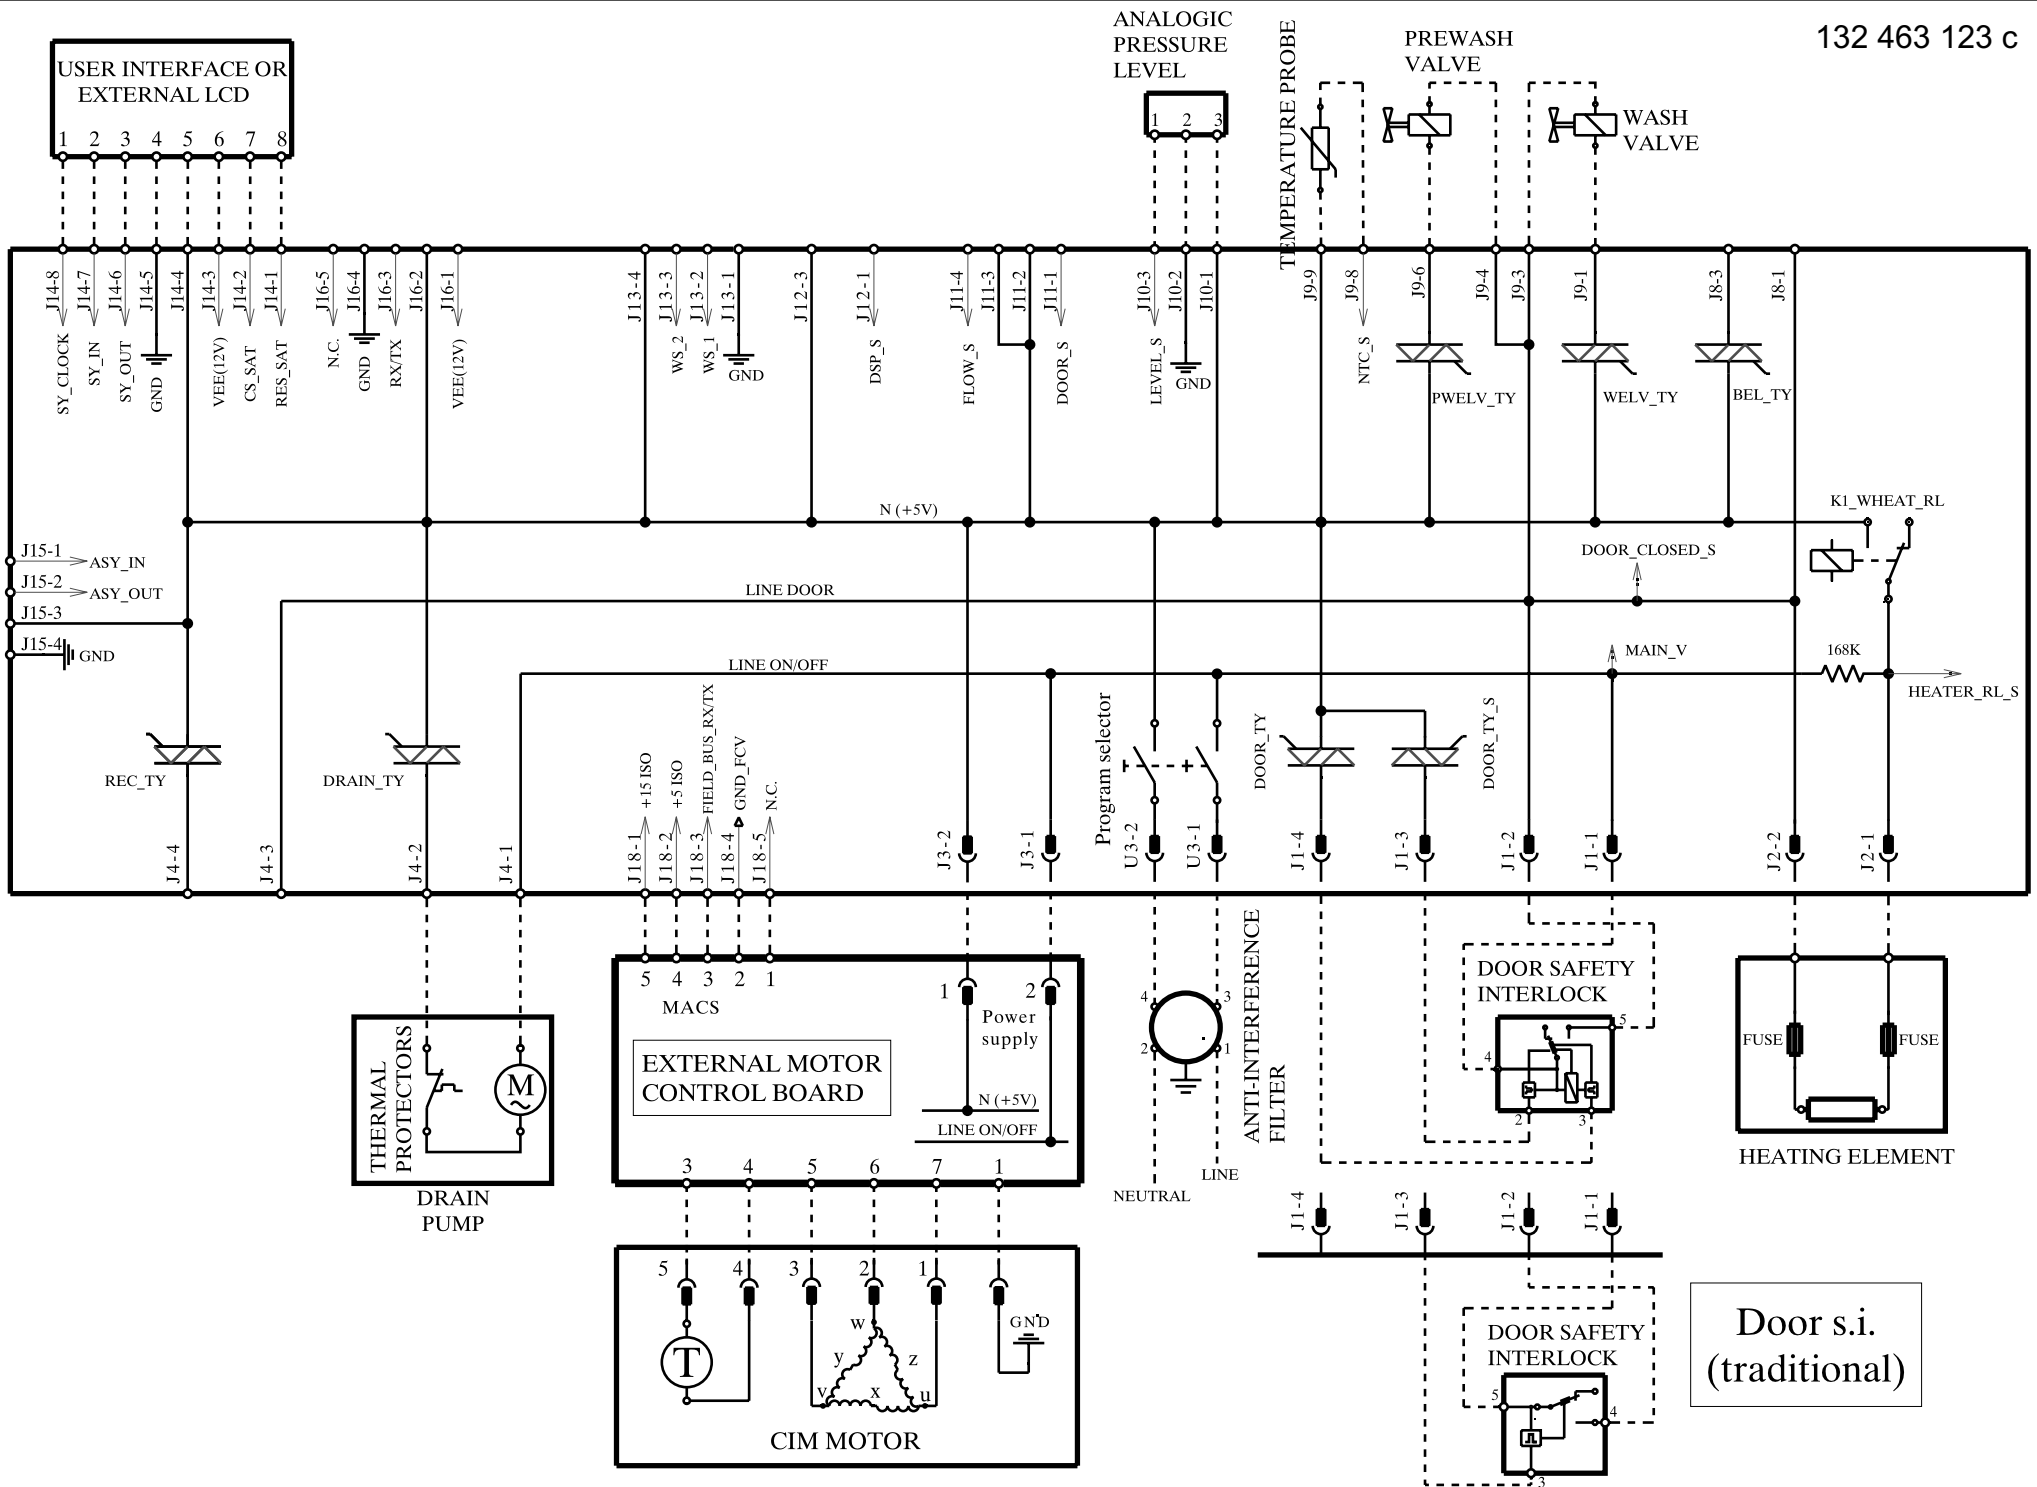 132 463 123 c
USER INTERFACE OR
EXTERNAL LCD
1 2 3 4 5 6 7 8
ANALOGIC
PRESSURE
LEVEL
1 2 3
TEMPERATURE PROBE
PREWASH
VALVE
WASH
VALVE
J14-8
J14-7
J14-6
J14-5
J14-4
J14-3
J14-2
J14-1
J16-5
J16-4
J16-3
J16-2
J16-1
J13-4
J13-3
J13-2
J13-1
J12-3
J12-1
J11-4
J11-3
J11-2
J11-1
J10-3
J10-2
J10-1
J9-9
J9-8
J9-6
J9-4
J9-3
J9-1
J8-3
J8-1
SY_CLOCK
SY_IN
SY_OUT
GND
VEE(12V)
CS_SAT
RES_SAT
N.C.
GND
RX/TX
VEE(12V)
WS_2
WS_1
GND
DSP_S
FLOW_S
DOOR_S
LEVEL_S
GND
NTC_S
PWELV_TY
WELV_TY
BEL_TY
N (+5V)
K1_WHEAT_RL
J15-1
ASY_IN
J15-2
ASY_OUT
J15-3
J15-4
GND
DOOR_CLOSED_S
LINE DOOR
LINE ON/OFF
MAIN_V
168K
HEATER_RL_S
REC_TY
DRAIN_TY
+15 ISO
+5 ISO
FIELD_BUS_RX/TX
GND_FCV
N.C.
Program selector
DOOR_TY
DOOR_TY_S
J4-4
J4-3
J4-2
J4-1
J18-1
J18-2
J18-3
J18-4
J18-5
J3-2
J3-1
U3-2
U3-1
J1-4
J1-3
J1-2
J1-1
J2-2
J2-1
5 4 3 2 1
MACS
1 2
Power
supply
EXTERNAL MOTOR
CONTROL BOARD
N (+5V)
LINE ON/OFF
3 4 5 6 7 1
THERMAL
PROTECTORS
M
DRAIN
PUMP
4 3
2 1
NEUTRAL
LINE
ANTI-INTERFERENCE
FILTER
DOOR SAFETY
INTERLOCK
5
4
2 3
FUSE
FUSE
HEATING ELEMENT
5 4 3 2 1
T
w
y z
v x u
GND
CIM MOTOR
J1-4
J1-3
J1-2
J1-1
DOOR SAFETY
INTERLOCK
5
4
3
Door s.i.
(traditional)